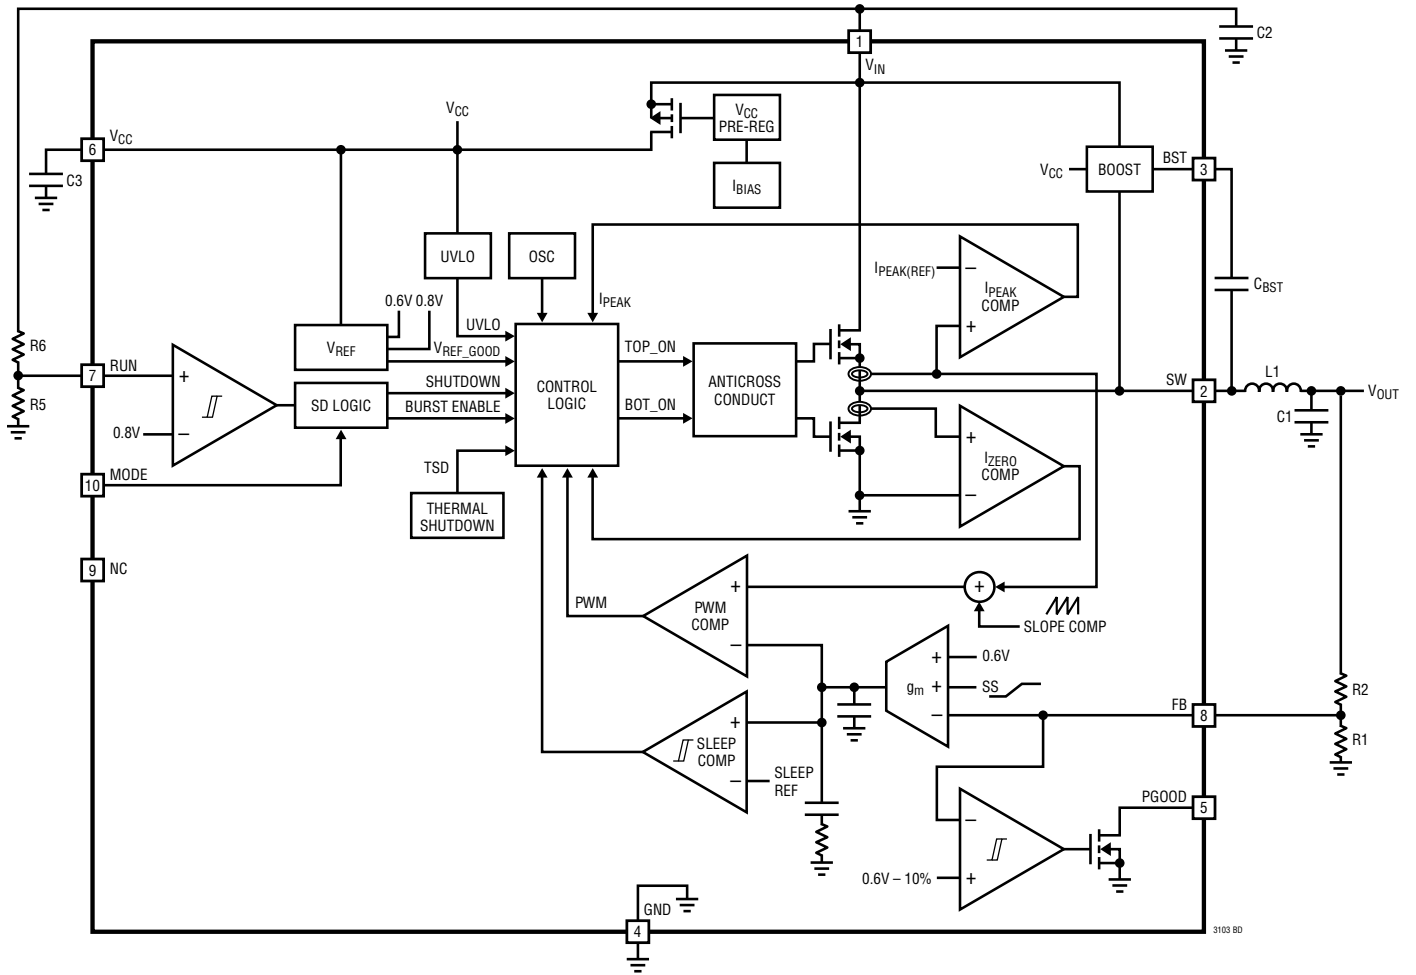 C2
1
VIN
VCC
VCC
PRE-REG
6
VCC
C3
IBIAS
VCC
BOOST
BST
3
UVLO
OSC
IPEAK(REF)
–
IPEAK
COMP
+
CBST
0.6V 0.8V
IPEAK
R6
VREF
UVLO
VREF_GOOD
TOP_ON
7
RUN
+
SHUTDOWN
CONTROL
LOGIC
ANTICROSS
CONDUCT
SW
2
L1
VOUT
R5
SD LOGIC
BURST ENABLE
BOT_ON
C1
0.8V
–
+
IZERO
COMP
–
TSD
10
MODE
THERMAL
SHUTDOWN
9
NC
+
PWM
PWM
COMP
–
+
SLOPE COMP
+
0.6V
gm
+
SS
–
R2
FB
8
R1
+
SLEEP
COMP
–
SLEEP
REF
PGOOD
5
–
0.6V – 10%
+
GND
4
3103 BD